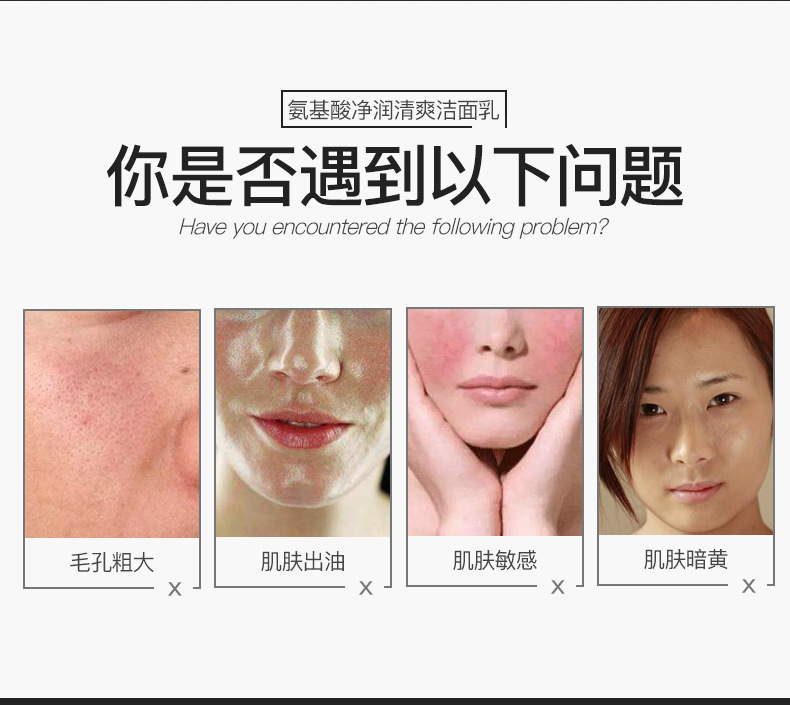 氨基酸净润清爽洁面乳
你是否遇到以下问题
Have you encountered the following problem?
毛孔粗大
X
肌肤出油
X
肌肤敏感
X
肌肤暗黄
X